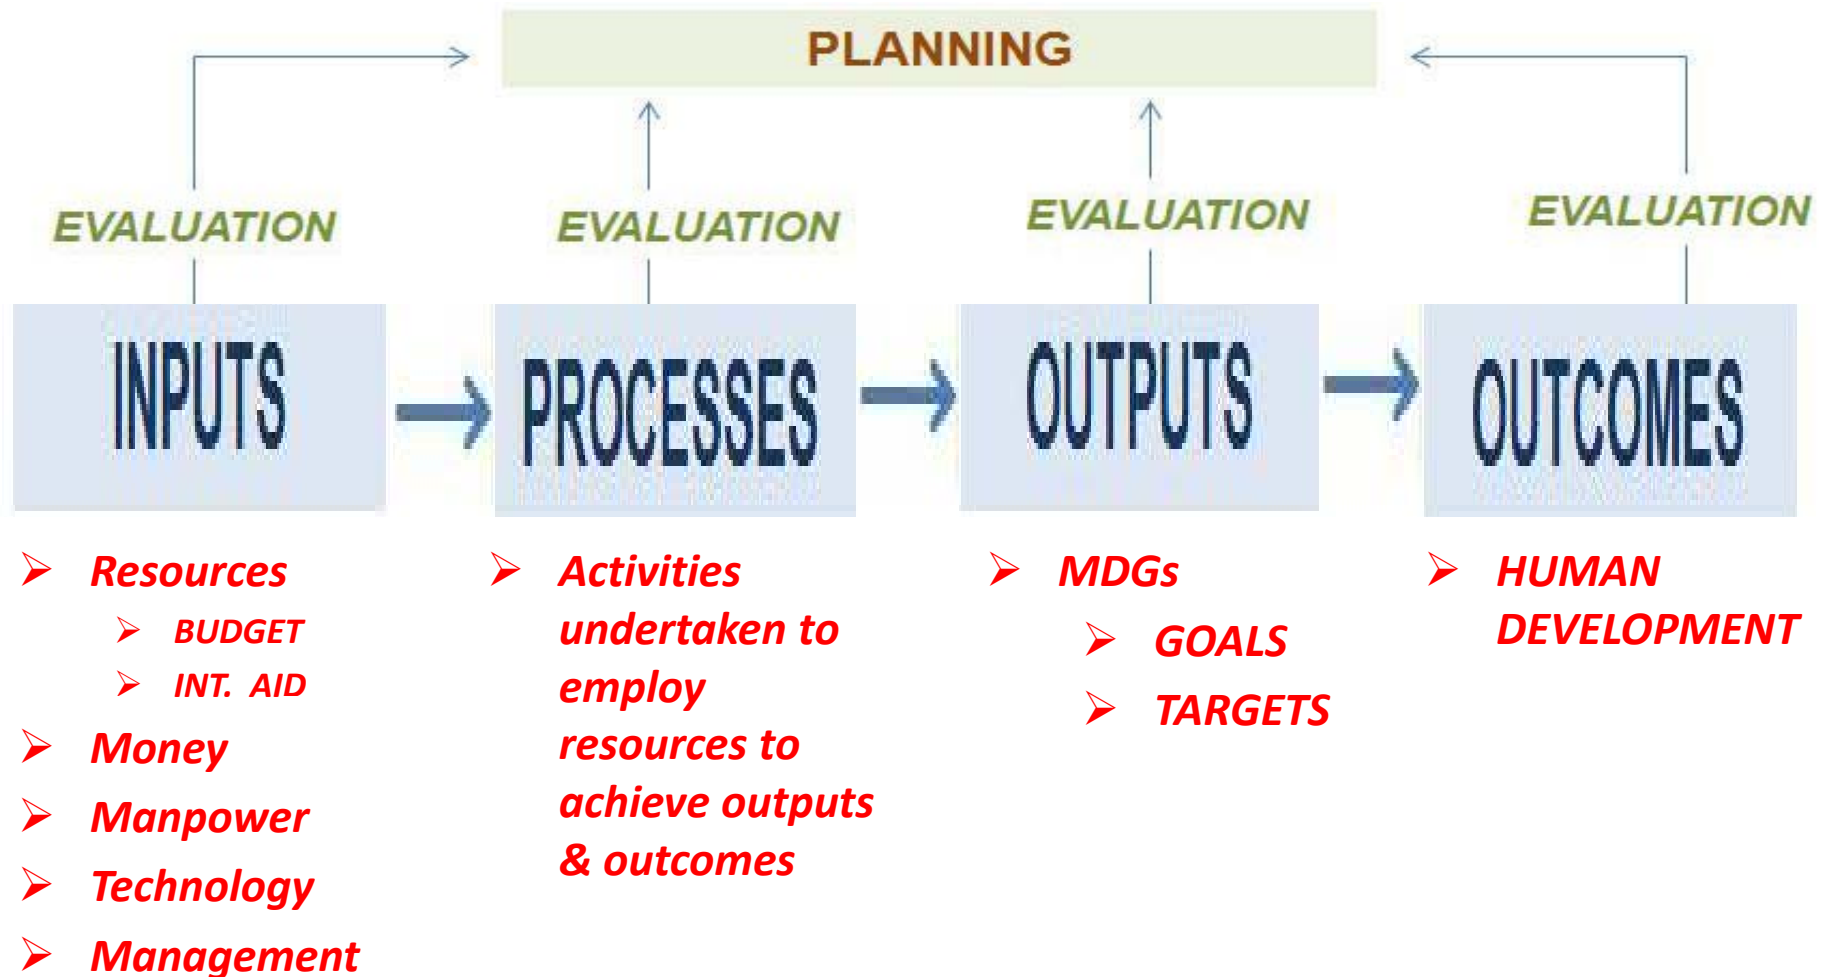 PLANNING
EVALUATION
EVALUATION
EVALUATION
EVALUATION
INPUTS
PROCESSES
OUTPUTS
OUTCOMES
➢ Resources
➢ BUDGET
➢ INT. AID
➢ Money
➢ Manpower
➢ Technology
➢ Management
➢ Activities
undertaken to
employ
resources to
achieve outputs
& outcomes
➢ MDGs
➢ GOALS
➢ TARGETS
➢ HUMAN
DEVELOPMENT